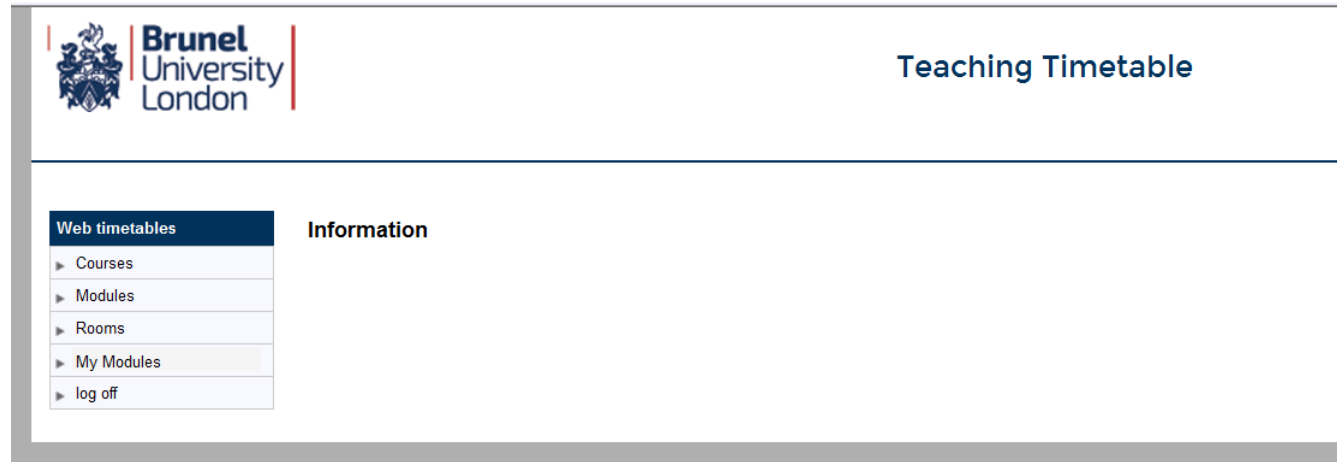 Brunel
University
London
Teaching Timetable
Web timetables
Information
Courses
Modules
Rooms
My Modules
log off